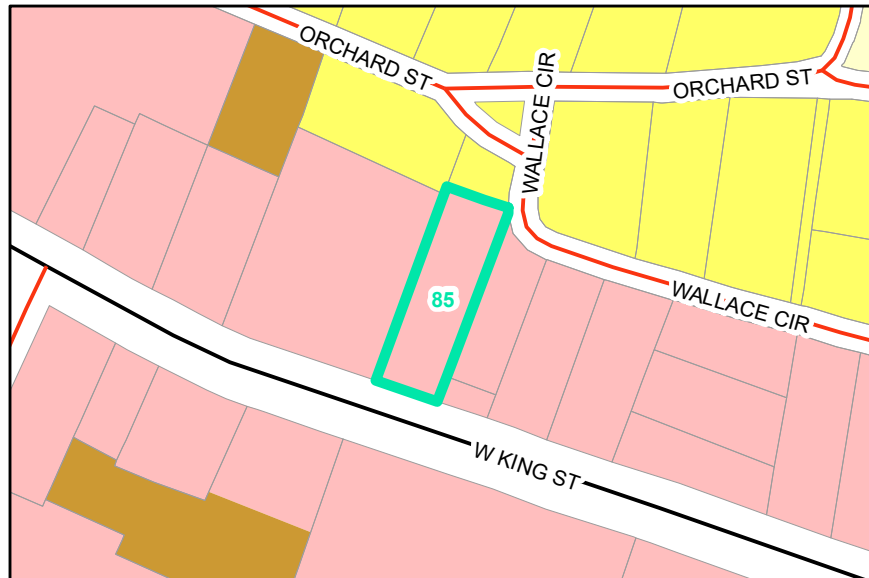 ORCHARD ST
WALLACE CIR
ORCHARD ST
85
WALLACE CIR
W KING ST